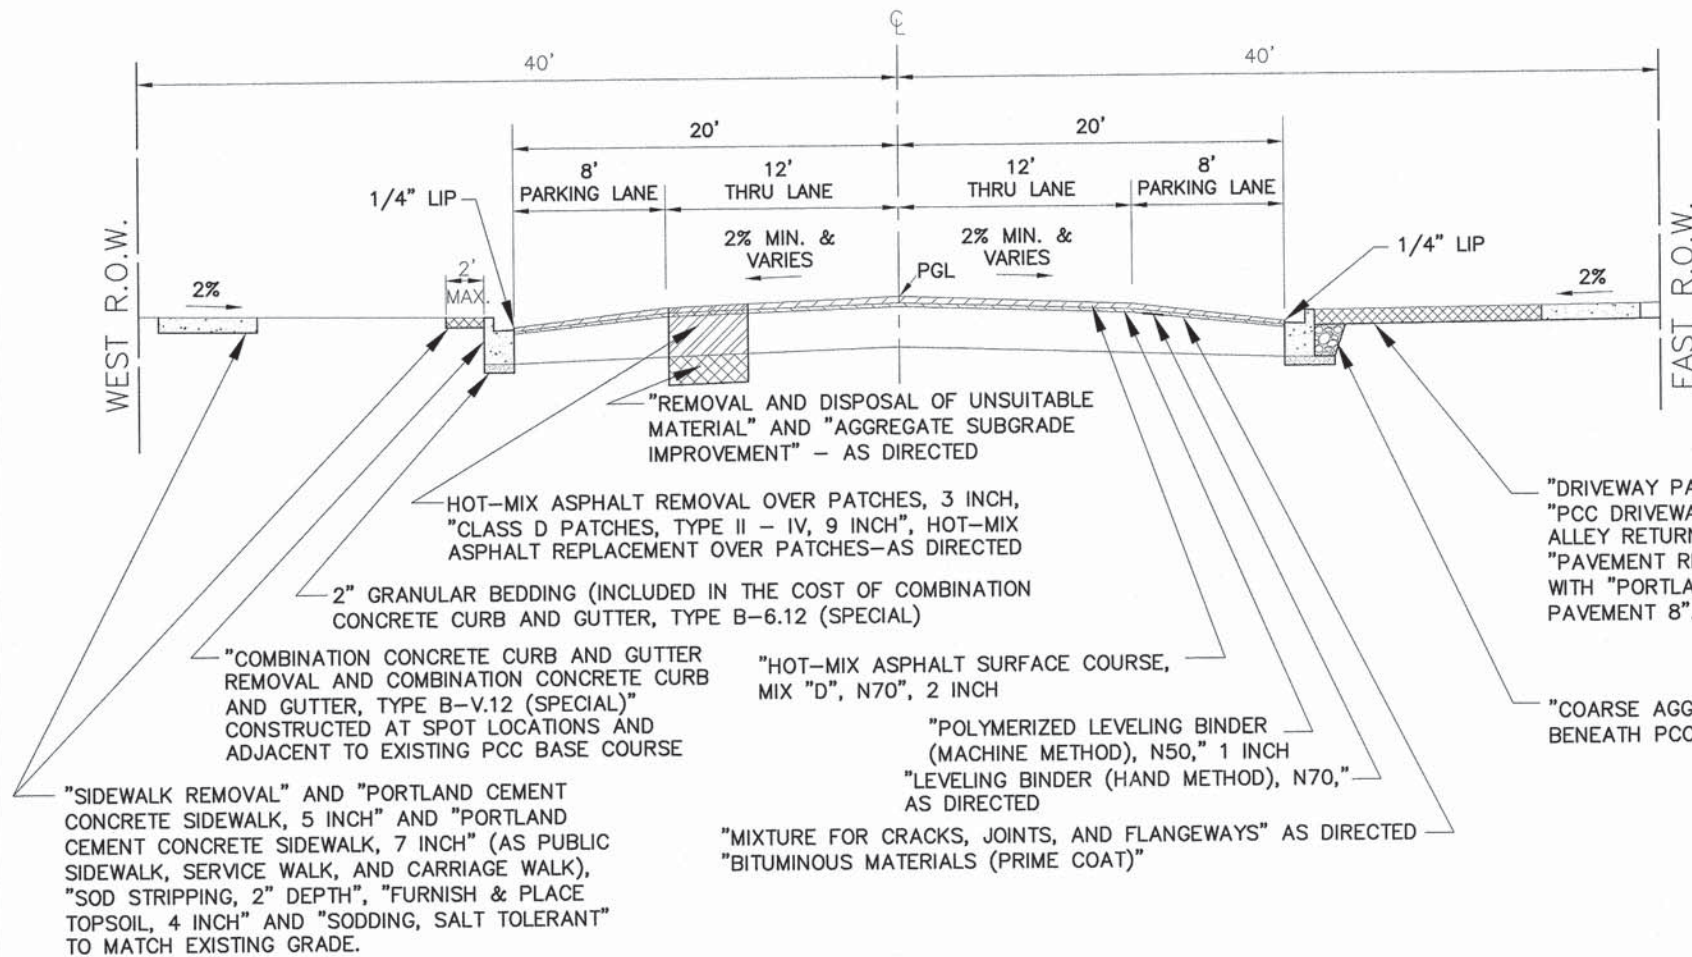 ℄
40'
40'
20'
20'
8'
PARKING LANE
12'
THRU LANE
12'
THRU LANE
8'
PARKING LANE
1/4" LIP
1/4" LIP
2% MIN. &
VARIES
2% MIN. &
VARIES
PGL
WEST R.O.W.
EAST R.O.W.
2%
2'
MAX.
2%
"REMOVAL AND DISPOSAL OF UNSUITABLE
MATERIAL" AND "AGGREGATE SUBGRADE
IMPROVEMENT" – AS DIRECTED
HOT–MIX ASPHALT REMOVAL OVER PATCHES, 3 INCH,
"CLASS D PATCHES, TYPE II – IV, 9 INCH", HOT–MIX
ASPHALT REPLACEMENT OVER PATCHES–AS DIRECTED
2" GRANULAR BEDDING (INCLUDED IN THE COST OF COMBINATION
CONCRETE CURB AND GUTTER, TYPE B–6.12 (SPECIAL)
"COMBINATION CONCRETE CURB AND GUTTER
REMOVAL AND COMBINATION CONCRETE CURB
AND GUTTER, TYPE B–V.12 (SPECIAL)"
CONSTRUCTED AT SPOT LOCATIONS AND
ADJACENT TO EXISTING PCC BASE COURSE
"SIDEWALK REMOVAL" AND "PORTLAND CEMENT
CONCRETE SIDEWALK, 5 INCH" AND "PORTLAND
CEMENT CONCRETE SIDEWALK, 7 INCH" (AS PUBLIC
SIDEWALK, SERVICE WALK, AND CARRIAGE WALK),
"SOD STRIPPING, 2" DEPTH", "FURNISH & PLACE
TOPSOIL, 4 INCH" AND "SODDING, SALT TOLERANT"
TO MATCH EXISTING GRADE.
"HOT–MIX ASPHALT SURFACE COURSE,
MIX "D", N70", 2 INCH
"POLYMERIZED LEVELING BINDER
(MACHINE METHOD), N50," 1 INCH
"LEVELING BINDER (HAND METHOD), N70,"
AS DIRECTED
"MIXTURE FOR CRACKS, JOINTS, AND FLANGEWAYS" AS DIRECTED
"BITUMINOUS MATERIALS (PRIME COAT)"
"DRIVEWAY PA
"PCC DRIVEWA
ALLEY RETURN
"PAVEMENT R
WITH "PORTLA
PAVEMENT 8"
"COARSE AGG
BENEATH PCC